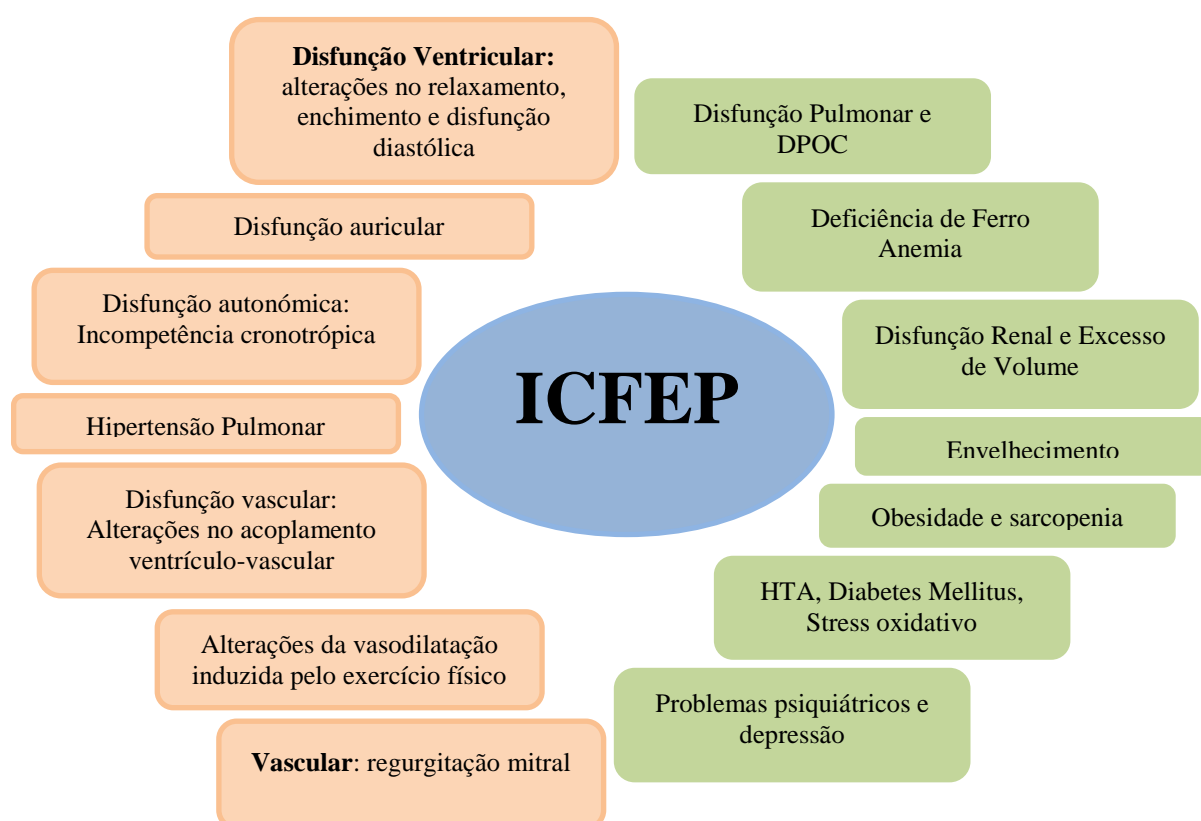 Disfunção Ventricular:
alterações no relaxamento,
enchimento e disfunção
diastólica
Disfunção auricular
Disfunção autonómica:
Incompetência cronotrópica
Hipertensão Pulmonar
Disfunção vascular:
Alterações no acoplamento
ventrículo-vascular
Alterações da vasodilatação
induzida pelo exercício físico
Vascular: regurgitação mitral
ICFEP
Disfunção Pulmonar e
DPOC
Deficiência de Ferro
Anemia
Disfunção Renal e Excesso
de Volume
Envelhecimento
Obesidade e sarcopenia
HTA, Diabetes Mellitus,
Stress oxidativo
Problemas psiquiátricos e
depressão